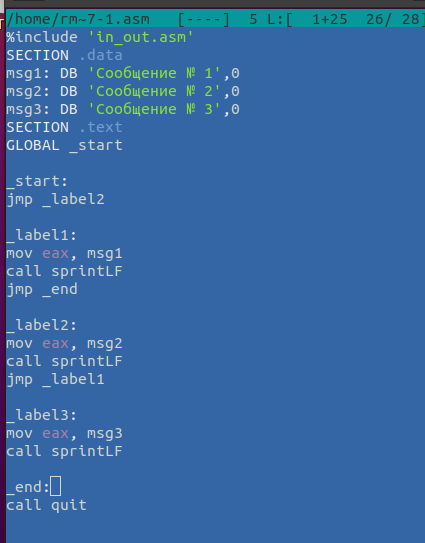 /home/гм~7-1.asm [----] 5 L:[ 1+25 26/ 28]
%include 'in_out.asm'
SECTION .data
msg1: DB 'Сообщение № 1',0
msg2: DB 'Сообщение № 2',0
msg3: DB 'Сообщение № 3',0
SECTION .text
GLOBAL _start
_start:
jmp _label2
_label1:
mov eax, msg1
call sprintLF
jmp _end
_label2:
mov eax, msg2
call sprintLF
jmp _label1
_label3:
mov eax, msg3
call sprintLF
_end:
call quit